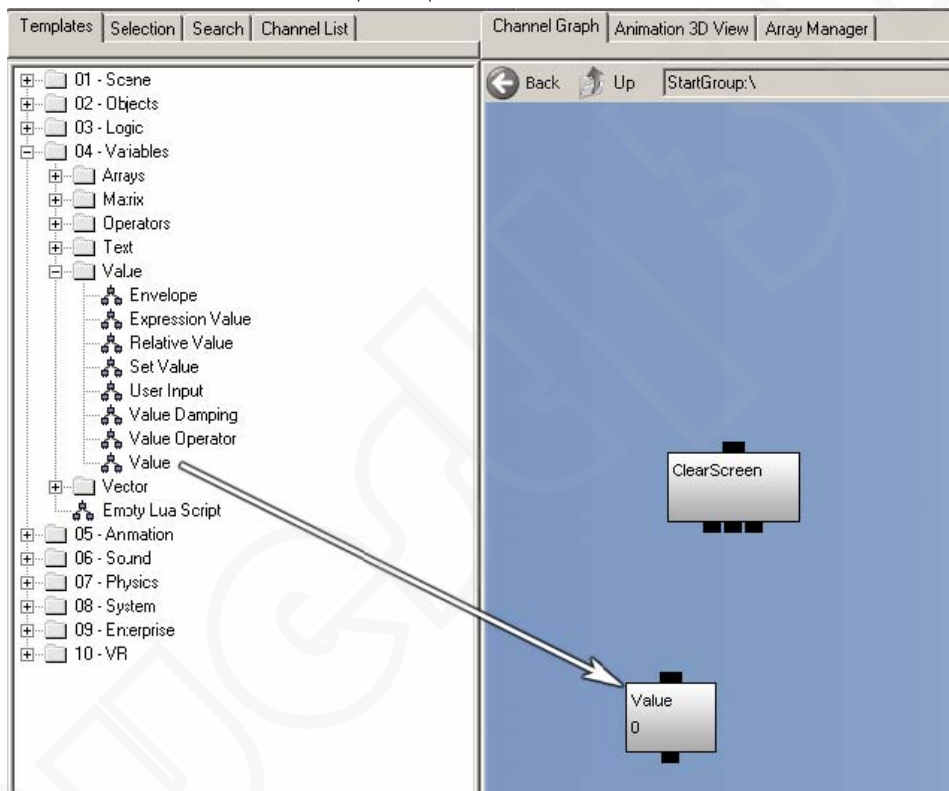 Templates Selection Search Channel List
Channel Graph Animation 3D View Array Manager
Back Up StartGroup:\
01 - Scene
02 - Objects
03 - Logic
04 - Variables
Arrays
Matrix
Operators
Text
Value
Envelope
Expression Value
Relative Value
Set Value
User Input
Value Damping
Value Operator
Value
Vector
Empty Lua Script
05 - Animation
06 - Sound
07 - Physics
08 - System
09 - Enterprise
10 - VR
ClearScreen
Value
0